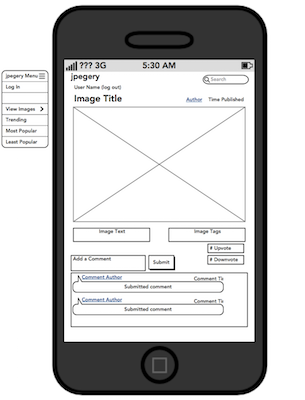 jpegery Menu
Log In
View Images
Trending
Most Popular
Least Popular
??? 3G 5:30 AM
jpegery
Search
User Name (log out)
Image Title Author Time Published
Image Text Image Tags
# Upvote
# Downvote
Add a Comment Submit
Comment Author Comment Ti
Submitted comment
Comment Author Comment Ti
Submitted comment